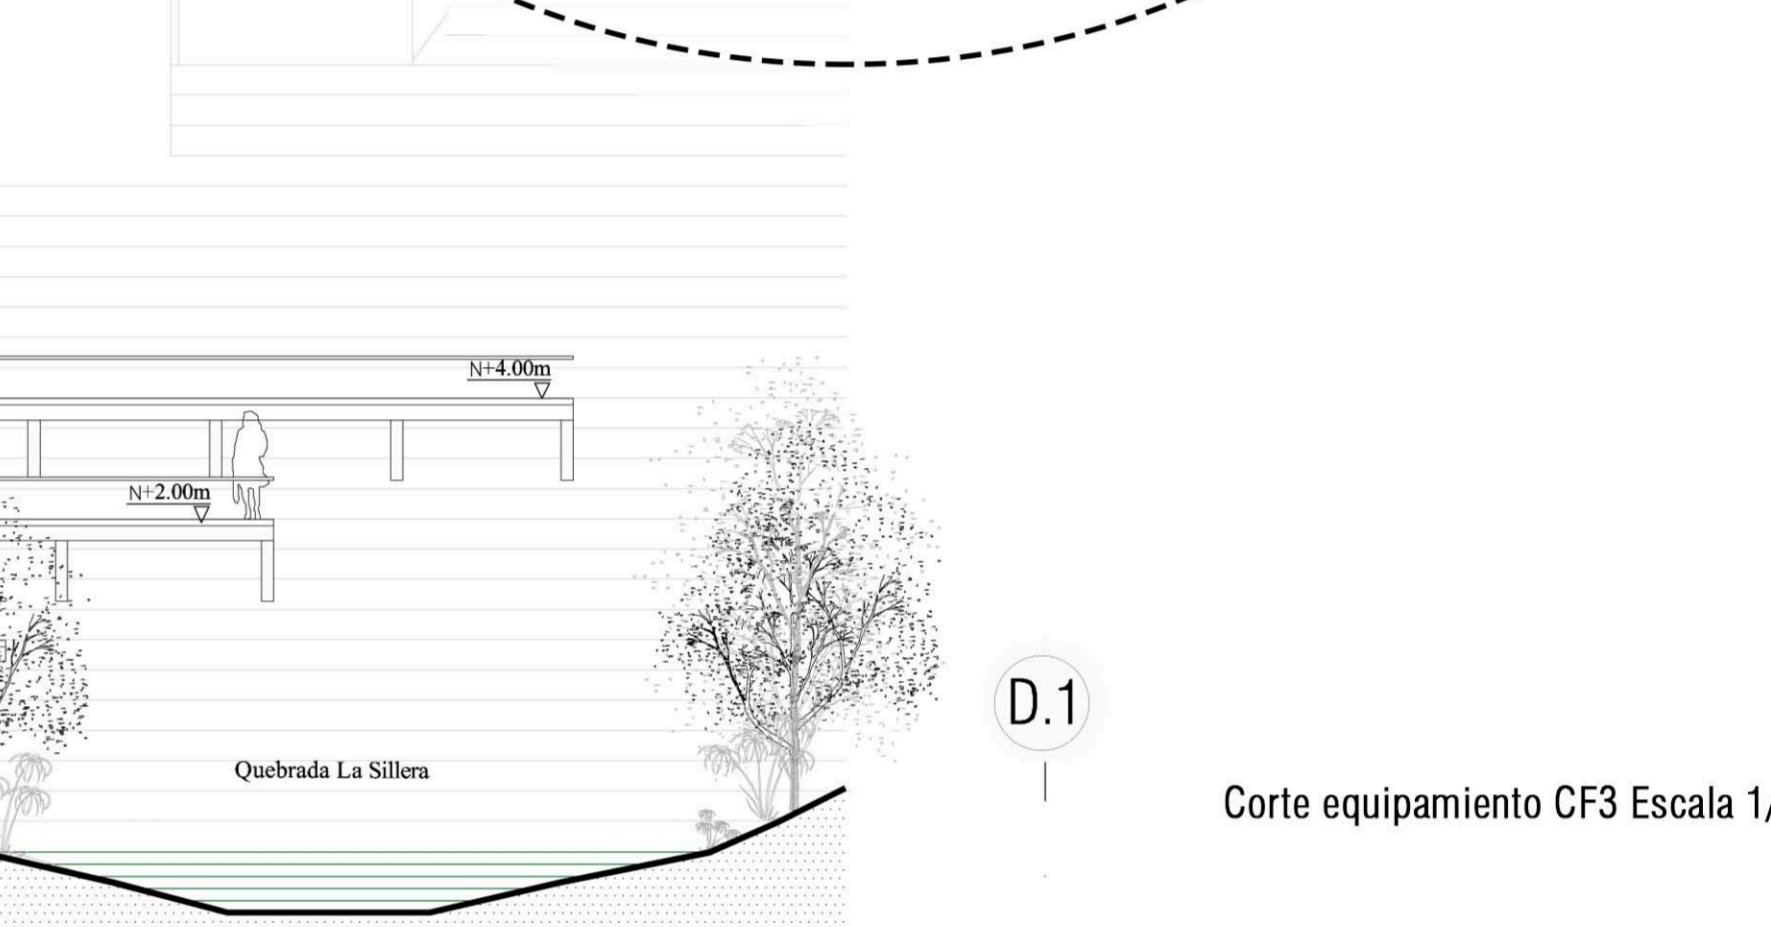 N+4.00m
N+2.00m
D.1
Quebrada La Sillera
Corte equipamiento CF3 Escala 1/